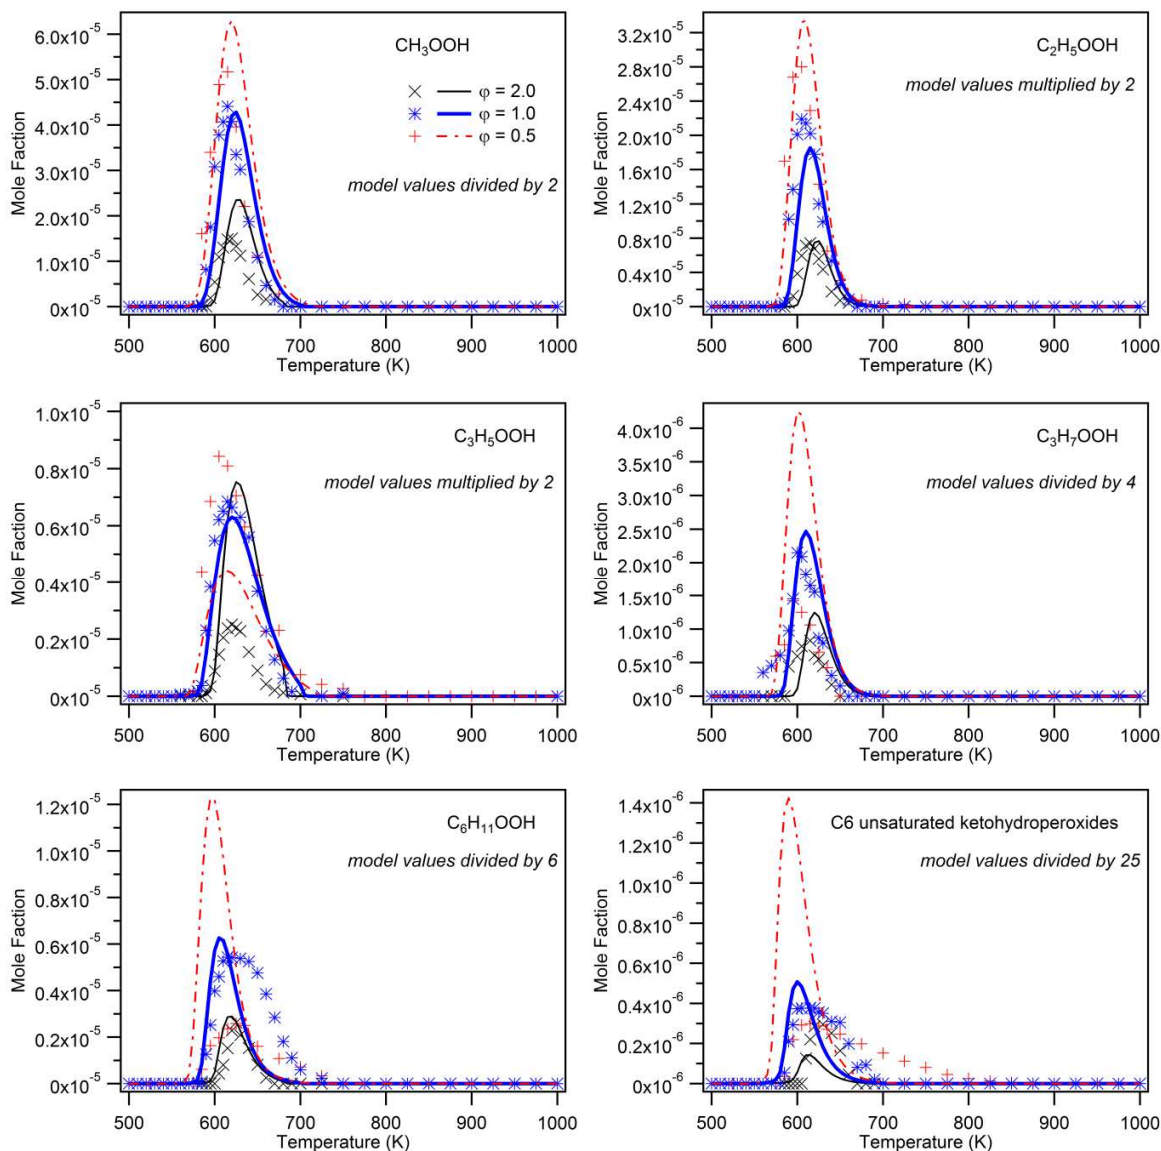 6.0x10⁻⁵
5.0x10⁻⁵
4.0x10⁻⁵
3.0x10⁻⁵
2.0x10⁻⁵
1.0x10⁻⁵
0x10⁻⁵
Mole Faction
CH₃OOH
φ = 2.0
φ = 1.0
φ = 0.5
model values divided by 2
500 600 700 800 900 1000
Temperature (K)
3.2x10⁻⁵
2.8x10⁻⁵
2.4x10⁻⁵
2.0x10⁻⁵
1.6x10⁻⁵
1.2x10⁻⁵
0.8x10⁻⁵
0.4x10⁻⁵
0x10⁻⁵
Mole Faction
C₂H₅OOH
model values multiplied by 2
500 600 700 800 900 1000
Temperature (K)
1.0x10⁻⁵
0.8x10⁻⁵
0.6x10⁻⁵
0.4x10⁻⁵
0.2x10⁻⁵
0x10⁻⁵
Mole Faction
C₃H₅OOH
model values multiplied by 2
500 600 700 800 900 1000
Temperature (K)
4.0x10⁻⁶
3.5x10⁻⁶
3.0x10⁻⁶
2.5x10⁻⁶
2.0x10⁻⁶
1.5x10⁻⁶
1.0x10⁻⁶
0.5x10⁻⁶
0x10⁻⁶
Mole Faction
C₃H₇OOH
model values divided by 4
500 600 700 800 900 1000
Temperature (K)
1.2x10⁻⁵
1.0x10⁻⁵
0.8x10⁻⁵
0.6x10⁻⁵
0.4x10⁻⁵
0.2x10⁻⁵
0x10⁻⁵
Mole Faction
C₆H₁₁OOH
model values divided by 6
500 600 700 800 900 1000
Temperature (K)
1.4x10⁻⁶
1.2x10⁻⁶
1.0x10⁻⁶
0.8x10⁻⁶
0.6x10⁻⁶
0.4x10⁻⁶
0.2x10⁻⁶
0x10⁻⁶
Mole Faction
C6 unsaturated ketohydroperoxides
model values divided by 25
500 600 700 800 900 1000
Temperature (K)